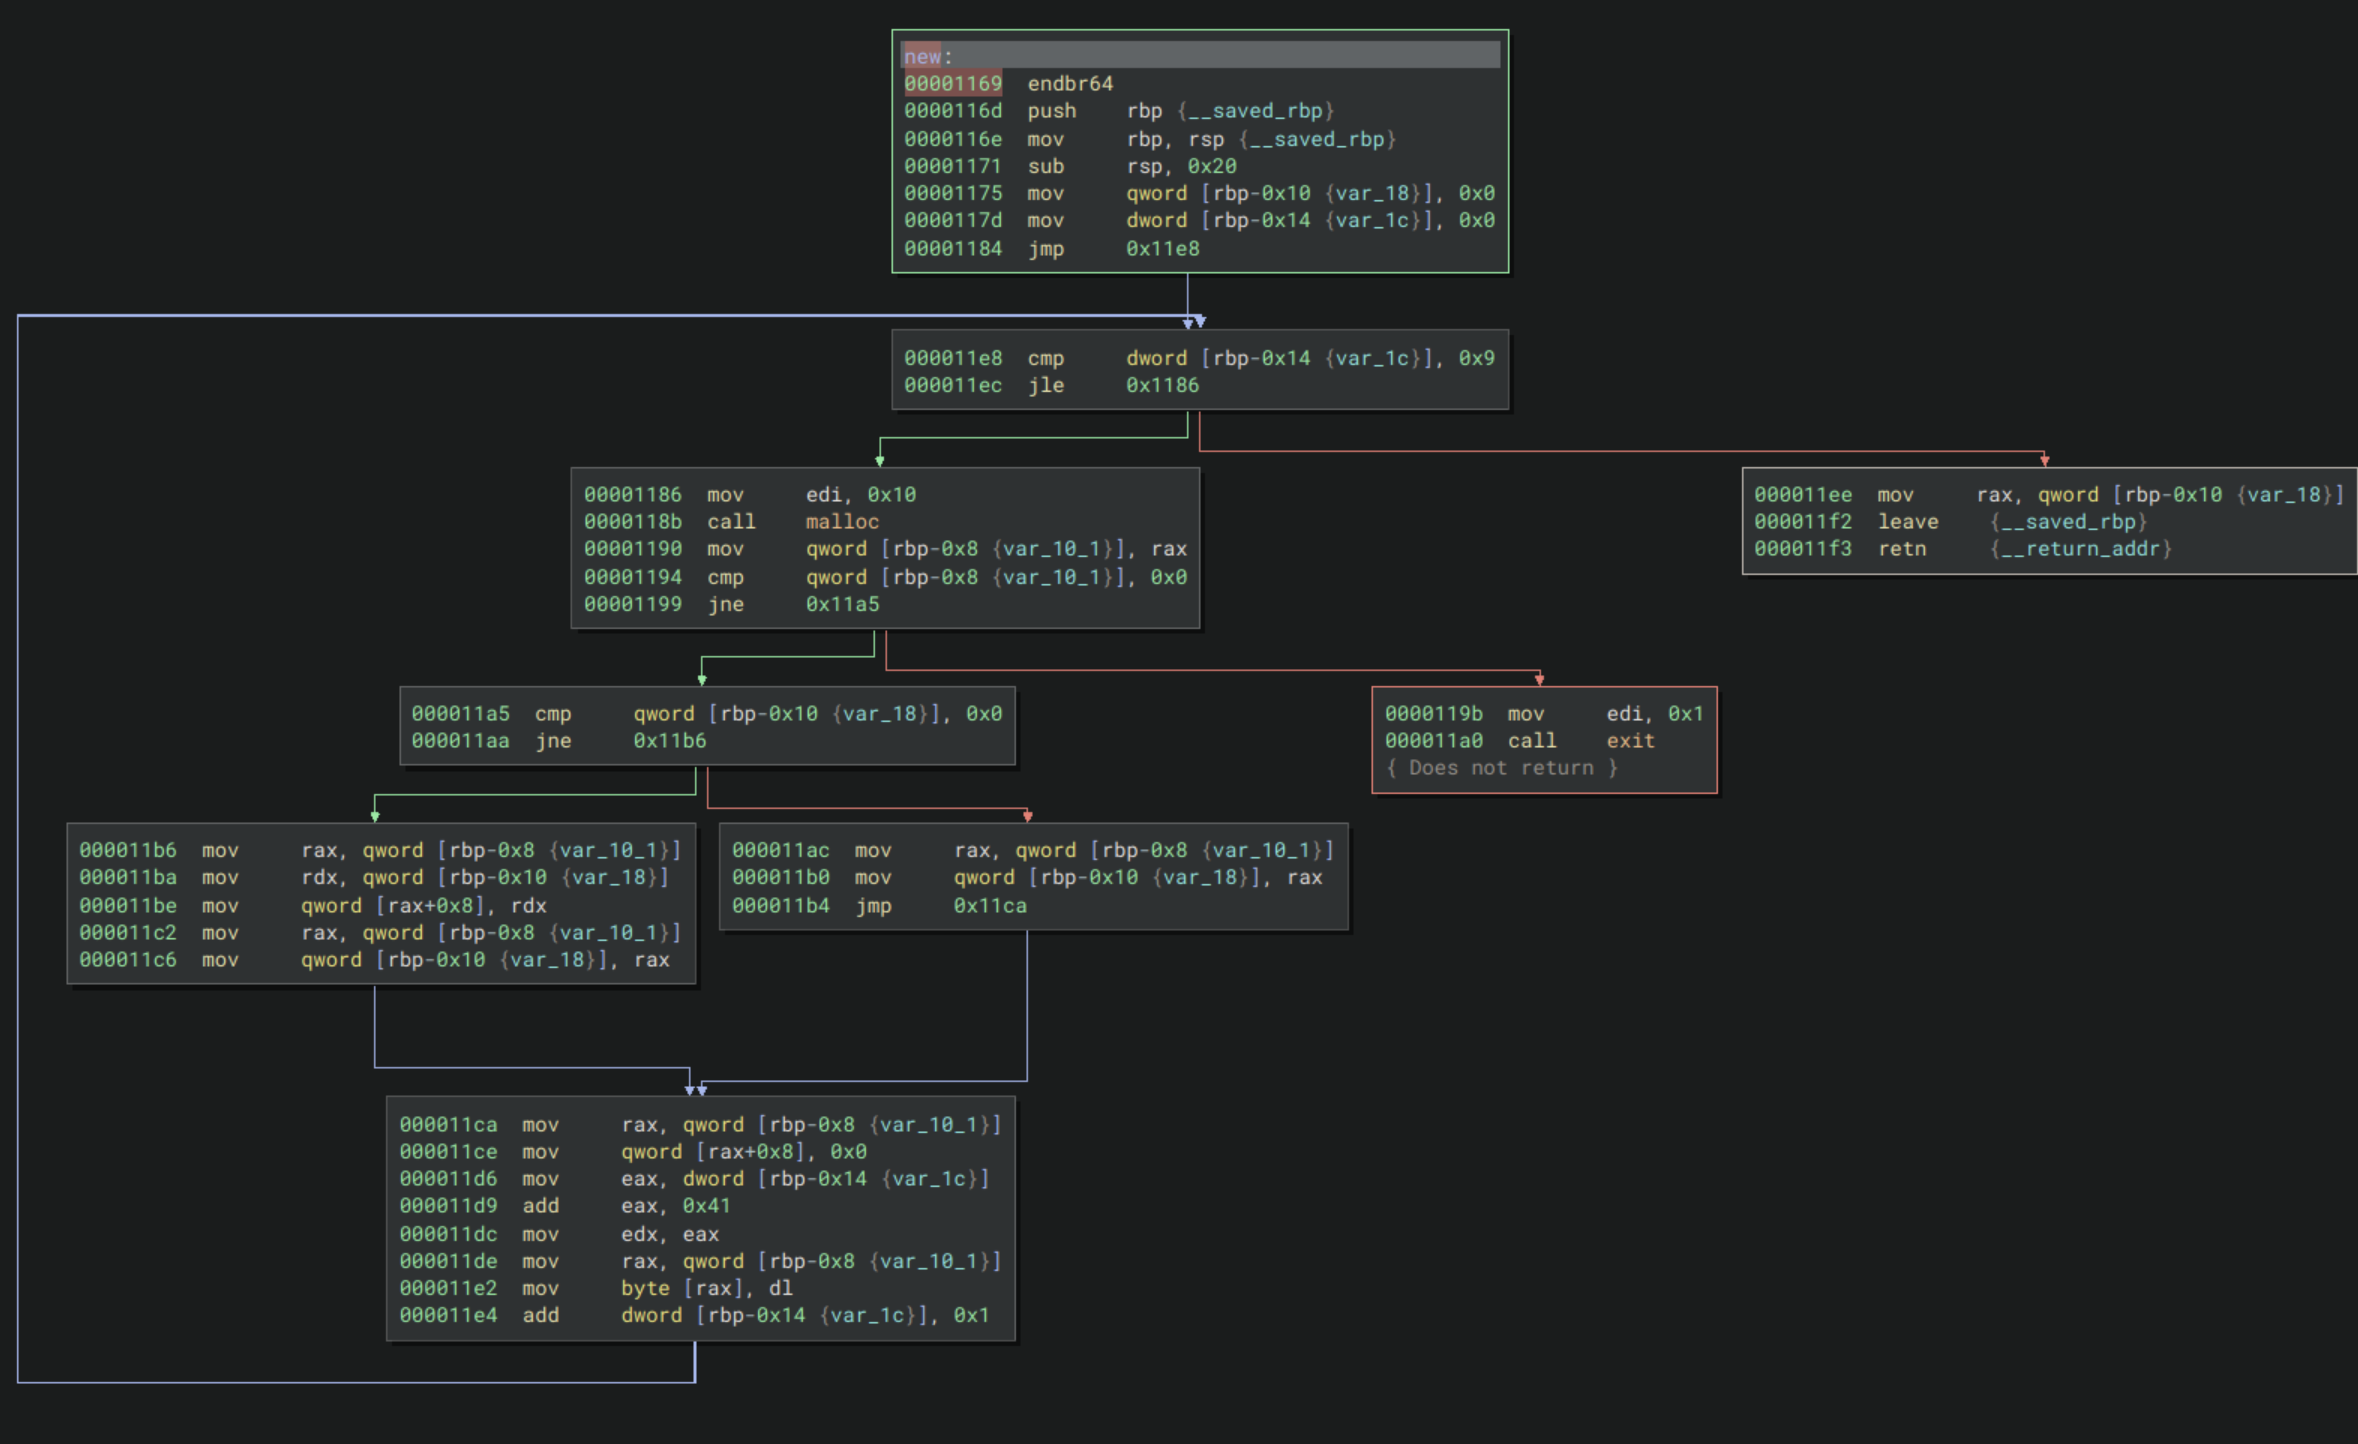 new:
00001169 endbr64
0000116d push rbp {__saved_rbp}
0000116e mov rbp, rsp {__saved_rbp}
00001171 sub rsp, 0x20
00001175 mov qword [rbp-0x10 {var_18}], 0x0
0000117d mov dword [rbp-0x14 {var_1c}], 0x0
00001184 jmp 0x11e8
000011e8 cmp dword [rbp-0x14 {var_1c}], 0x9
000011ec jle 0x1186
00001186 mov edi, 0x10
0000118b call malloc
00001190 mov qword [rbp-0x8 {var_10_1}], rax
00001194 cmp qword [rbp-0x8 {var_10_1}], 0x0
00001199 jne 0x11a5
000011ee mov rax, qword [rbp-0x10 {var_18}]
000011f2 leave {__saved_rbp}
000011f3 retn {__return_addr}
000011a5 cmp qword [rbp-0x10 {var_18}], 0x0
000011aa jne 0x11b6
0000119b mov edi, 0x1
000011a0 call exit
{ Does not return }
000011b6 mov rax, qword [rbp-0x8 {var_10_1}]
000011ba mov rdx, qword [rbp-0x10 {var_18}]
000011be mov qword [rax+0x8], rdx
000011c2 mov rax, qword [rbp-0x8 {var_10_1}]
000011c6 mov qword [rbp-0x10 {var_18}], rax
000011ac mov rax, qword [rbp-0x8 {var_10_1}]
000011b0 mov qword [rbp-0x10 {var_18}], rax
000011b4 jmp 0x11ca
000011ca mov rax, qword [rbp-0x8 {var_10_1}]
000011ce mov qword [rax+0x8], 0x0
000011d6 mov eax, dword [rbp-0x14 {var_1c}]
000011d9 add eax, 0x41
000011dc mov edx, eax
000011de mov rax, qword [rbp-0x8 {var_10_1}]
000011e2 mov byte [rax], dl
000011e4 add dword [rbp-0x14 {var_1c}], 0x1